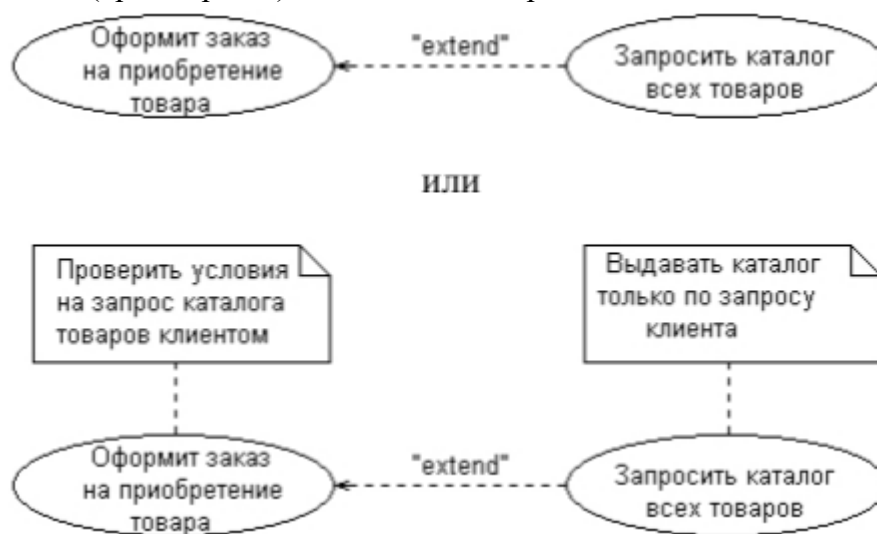 Оформит заказ
на приобретение
товара
"extend"
Запросить каталог
всех товаров
или
Проверить условия
на запрос каталога
товаров клиентом
Выдавать каталог
только по запросу
клиента
Оформит заказ
на приобретение
товара
"extend"
Запросить каталог
всех товаров